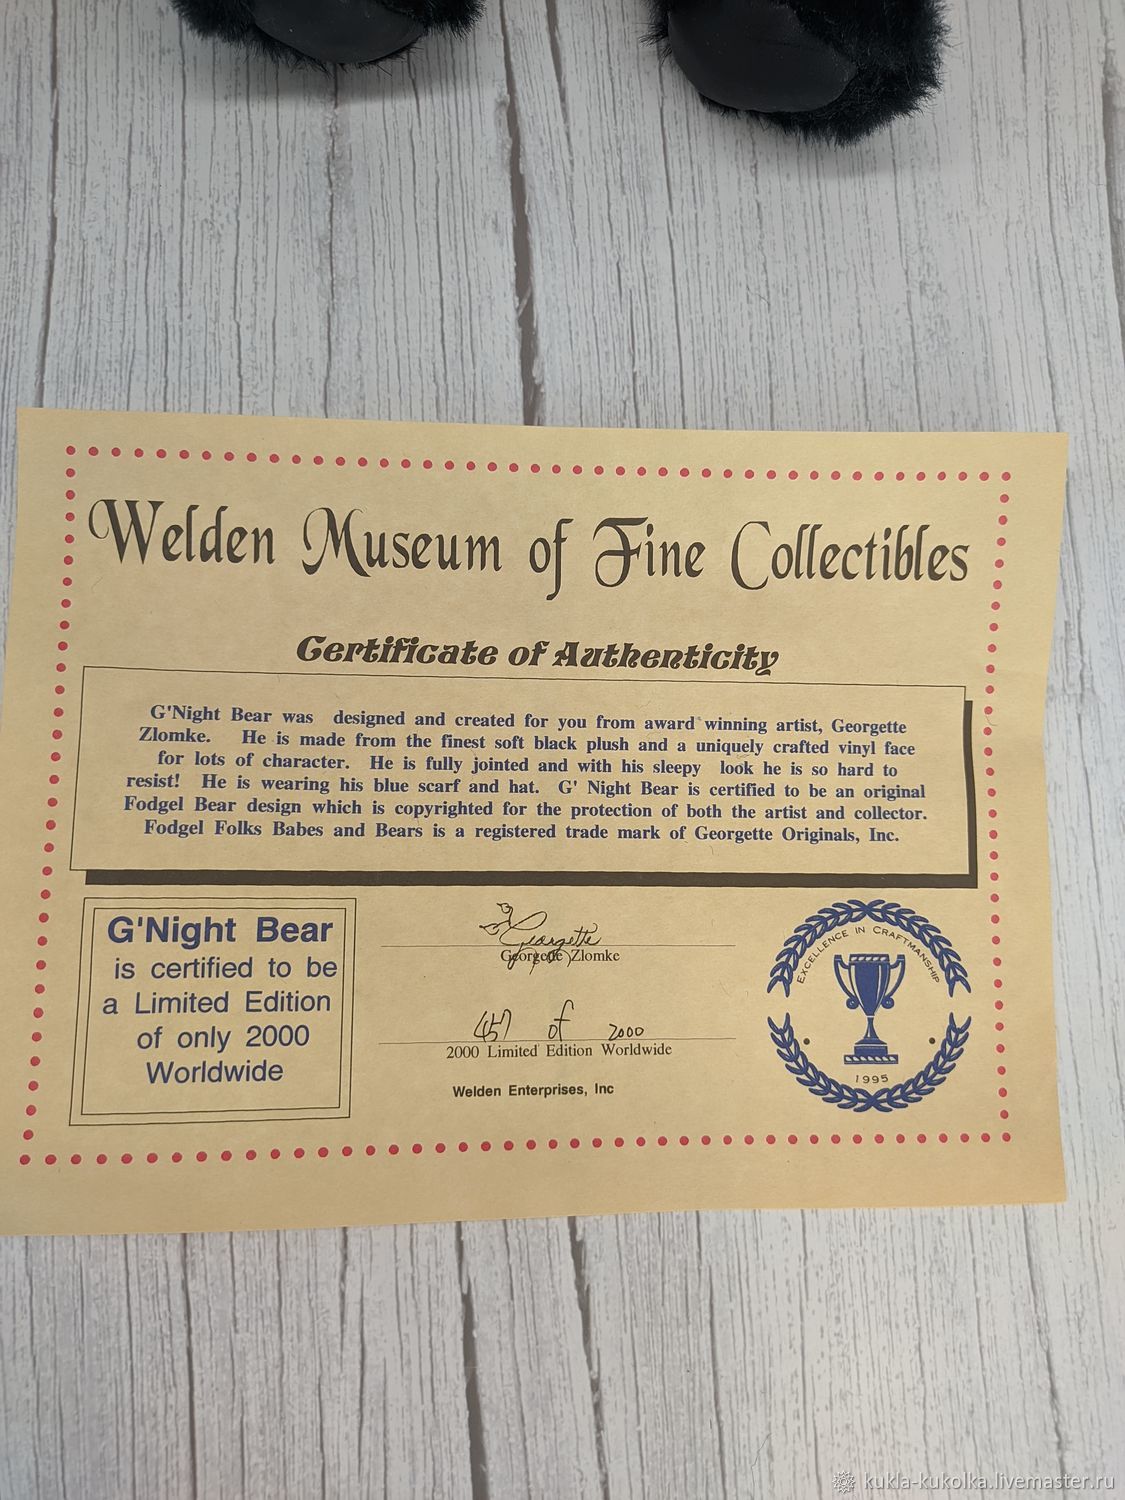 Welden Museum of Fine Collectibles
Certificate of Authenticity
G'Night Bear was designed and created for you from award winning artist, Georgette
Zlomke. He is made from the finest soft black plush and a uniquely crafted vinyl face
for lots of character. He is fully jointed and with his sleepy look he is so hard to
resist! He is wearing his blue scarf and hat. G' Night Bear is certified to be an original
Fodgel Bear design which is copyrighted for the protection of both the artist and collector.
Fodgel Folks Babes and Bears is a registered trade mark of Georgette Originals, Inc.
G'Night Bear
is certified to be
a Limited Edition
of only 2000
Worldwide
Georgette
Georgette Zlomke
457 of 2000
2000 Limited Edition Worldwide
Welden Enterprises, Inc
EXCELLENCE IN CRAFTMANSHIP
1995
kukla-kukolka.livemaster.ru